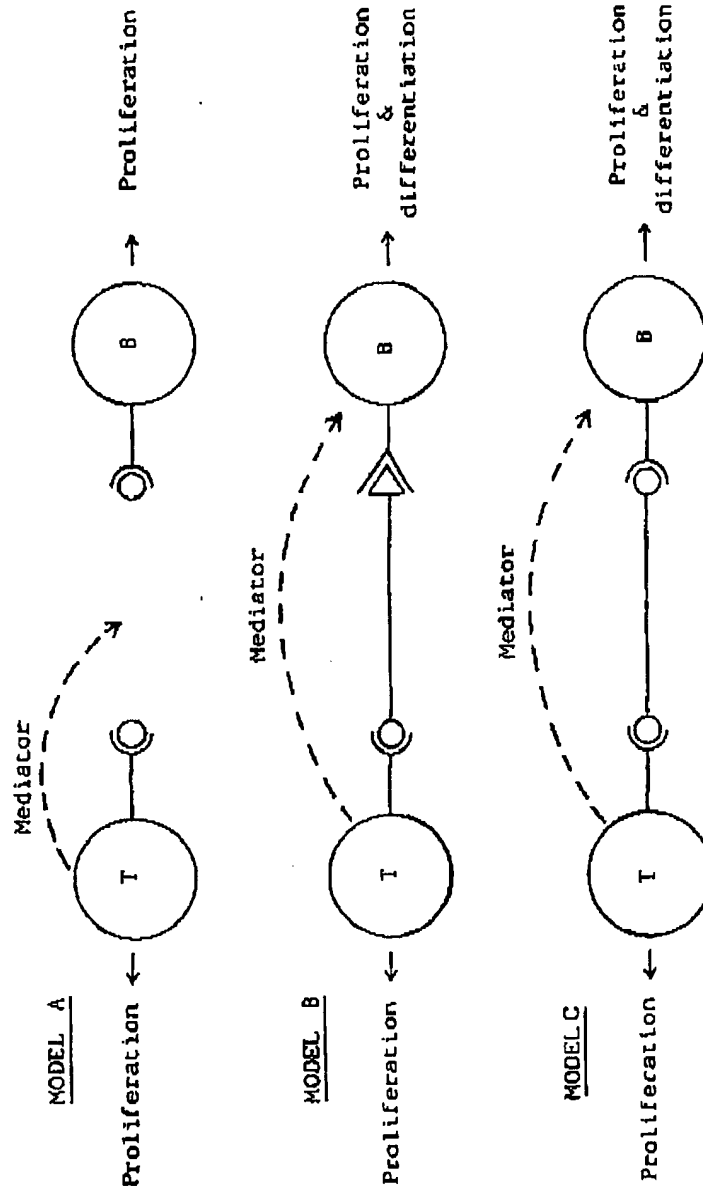 MODEL A
Mediator
Proliferation
T
B
Proliferation
MODEL B
Mediator
Proliferation
T
B
Proliferation
&
differentiation
MODEL C
Mediator
Proliferation
T
B
Proliferation
&
differentiation